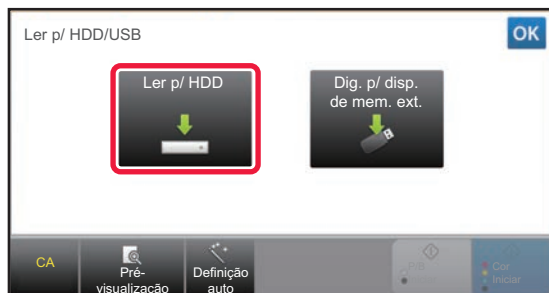 Ler p/ HDD/USB
OK
Ler p/ HDD
Dig. p/ disp.
de mem. ext.
CA
Pré-
visualização
Definição
auto
Cor
Iniciar